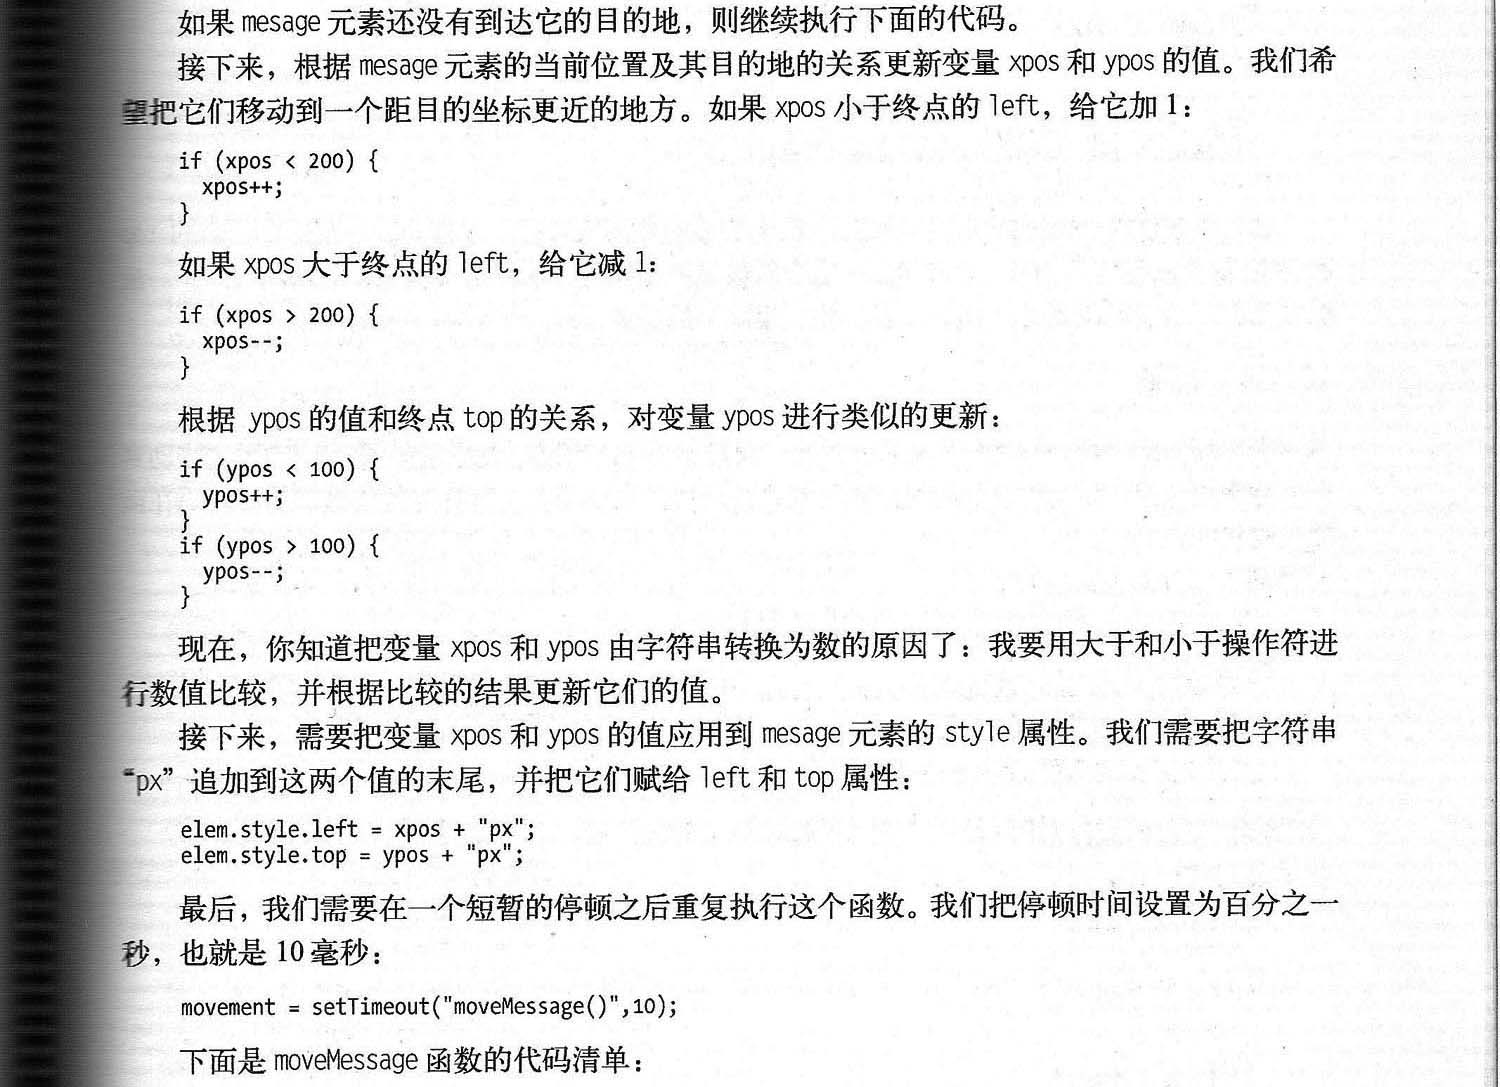 如果 mesage 元素还没有到达它的目的地，则继续执行下面的代码。
接下来，根据 mesage 元素的当前位置及其目的地的关系更新变量 xpos 和 ypos 的值。我们希
望把它们移动到一个距目的坐标更近的地方。如果 xpos 小于终点的 left，给它加 1：
if (xpos < 200) {
xpos++;
}
如果 xpos 大于终点的 left，给它减 1：
if (xpos > 200) {
xpos--;
}
根据 ypos 的值和终点 top 的关系，对变量 ypos 进行类似的更新：
if (ypos < 100) {
ypos++;
}
if (ypos > 100) {
ypos--;
}
现在，你知道把变量 xpos 和 ypos 由字符串转换为数的原因了：我要用大于和小于操作符进
行数值比较，并根据比较的结果更新它们的值。
接下来，需要把变量 xpos 和 ypos 的值应用到 mesage 元素的 style 属性。我们需要把字符串
“px”追加到这两个值的末尾，并把它们赋给 left 和 top 属性：
elem.style.left = xpos + "px";
elem.style.top = ypos + "px";
最后，我们需要在一个短暂的停顿之后重复执行这个函数。我们把停顿时间设置为百分之一
秒，也就是 10 毫秒：
movement = setTimeout("moveMessage()",10);
下面是 moveMessage 函数的代码清单：